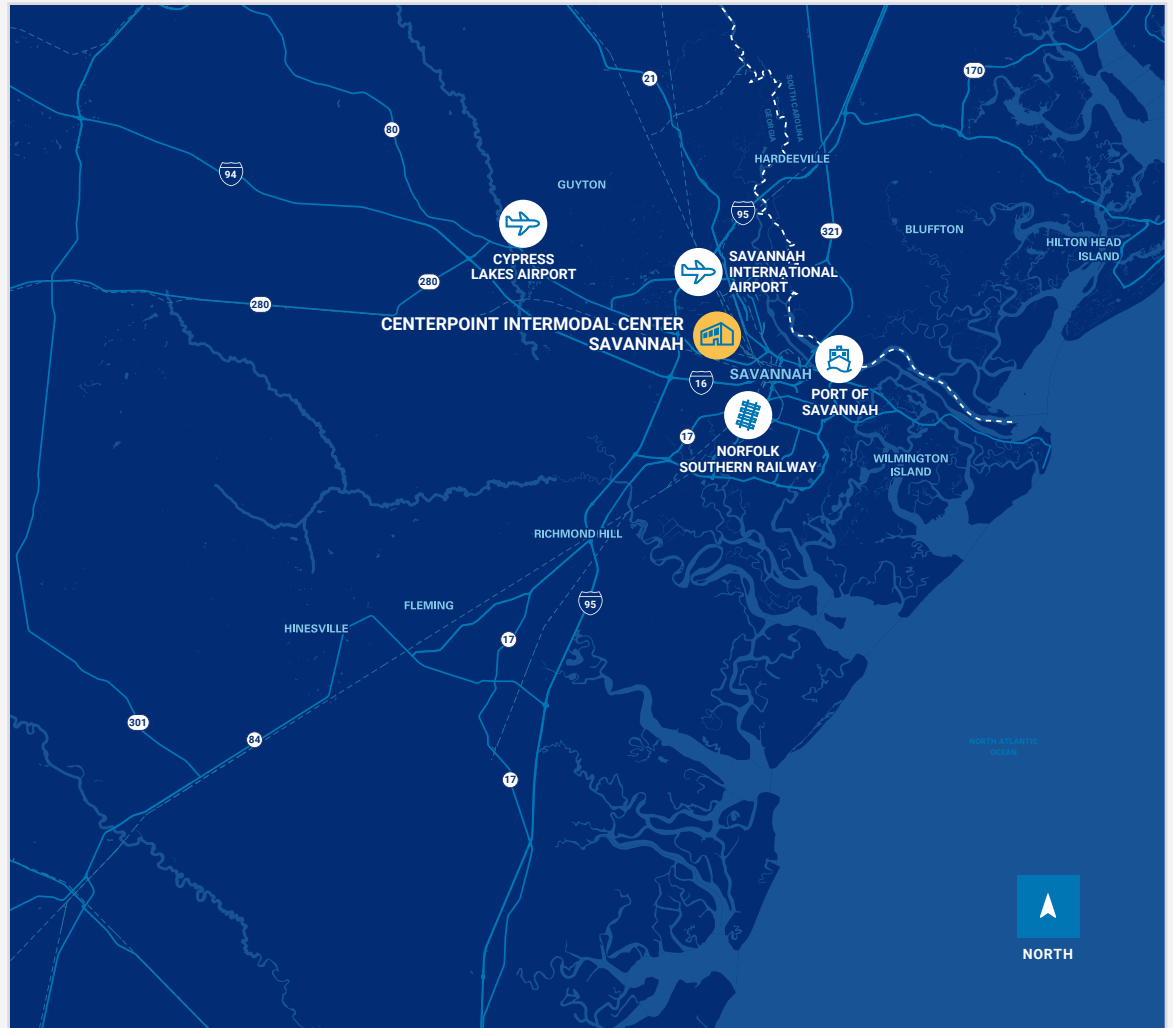 21
170
80
SOUTH CAROLINA
GEORGIA
HARDEEVILLE
94
GUYTON
95
321
BLUFFTON
HILTON HEAD
ISLAND
CYPRESS
LAKES AIRPORT
SAVANNAH
INTERNATIONAL
AIRPORT
280
280
CENTERPOINT INTERMODAL CENTER
SAVANNAH
SAVANNAH
16
PORT OF
SAVANNAH
17
NORFOLK
SOUTHERN RAILWAY
WILMINGTON
ISLAND
RICHMOND HILL
95
FLEMING
HINESVILLE
17
301
84
NORTH ATLANTIC
OCEAN
17
NORTH